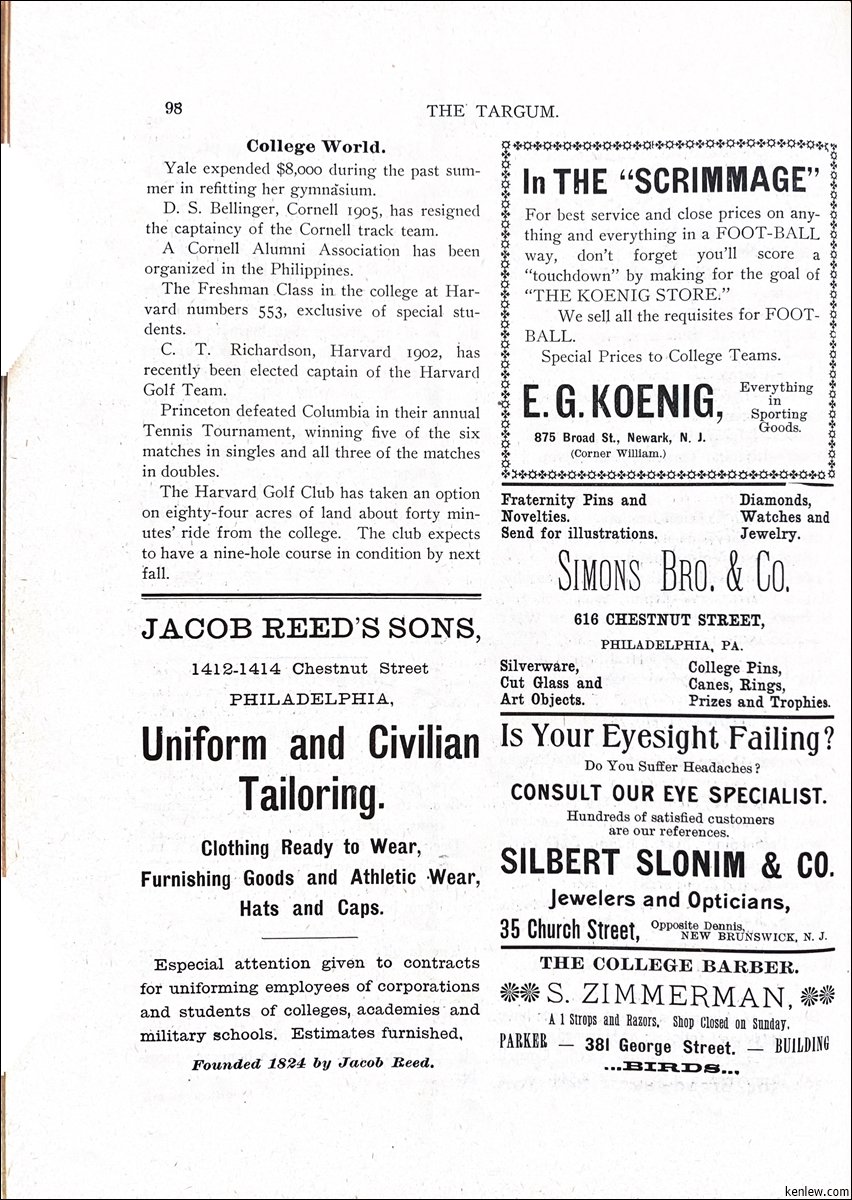 98
THE TARGUM.
College World.
Yale expended $8,000 during the past sum-
mer in refitting her gymnasium.
D. S. Bellinger, Cornell 1905, has resigned
the captaincy of the Cornell track team.
A Cornell Alumni Association has been
organized in the Philippines.
The Freshman Class in the college at Har-
vard numbers 553, exclusive of special stu-
dents.
C. T. Richardson, Harvard 1902, has
recently been elected captain of the Harvard
Golf Team.
Princeton defeated Columbia in their annual
Tennis Tournament, winning five of the six
matches in singles and all three of the matches
in doubles.
The Harvard Golf Club has taken an option
on eighty-four acres of land about forty min-
utes' ride from the college. The club expects
to have a nine-hole course in condition by next
fall.
JACOB REED'S SONS,
1412-1414 Chestnut Street
PHILADELPHIA,
Uniform and Civilian
Tailoring.
Clothing Ready to Wear,
Furnishing Goods and Athletic Wear,
Hats and Caps.
Especial attention given to contracts
for uniforming employees of corporations
and students of colleges, academies and
military schools. Estimates furnished,
Founded 1824 by Jacob Reed.
In THE "SCRIMMAGE"
For best service and close prices on any-
thing and everything in a FOOT-BALL
way, don't forget you'll score a
"touchdown" by making for the goal of
"THE KOENIG STORE."
We sell all the requisites for FOOT-
BALL.
Special Prices to College Teams.
E. G. KOENIG,
Everything
in
Sporting
Goods.
875 Broad St., Newark, N. J.
(Corner William.)
Fraternity Pins and
Novelties.
Send for illustrations.
Diamonds,
Watches and
Jewelry.
SIMONS BRO. & CO.
616 CHESTNUT STREET,
PHILADELPHIA, PA.
Silverware,
Cut Glass and
Art Objects.
College Pins,
Canes, Rings,
Prizes and Trophies.
Is Your Eyesight Failing?
Do You Suffer Headaches?
CONSULT OUR EYE SPECIALIST.
Hundreds of satisfied customers
are our references.
SILBERT SLONIM & CO.
Jewelers and Opticians,
35 Church Street, Opposite Dennis,
NEW BRUNSWICK, N. J.
THE COLLEGE BARBER.
S. ZIMMERMAN,
A 1 Strops and Razors. Shop Closed on Sunday.
PARKER — 381 George Street. — BUILDING
...BIRDS...
kenlew.com